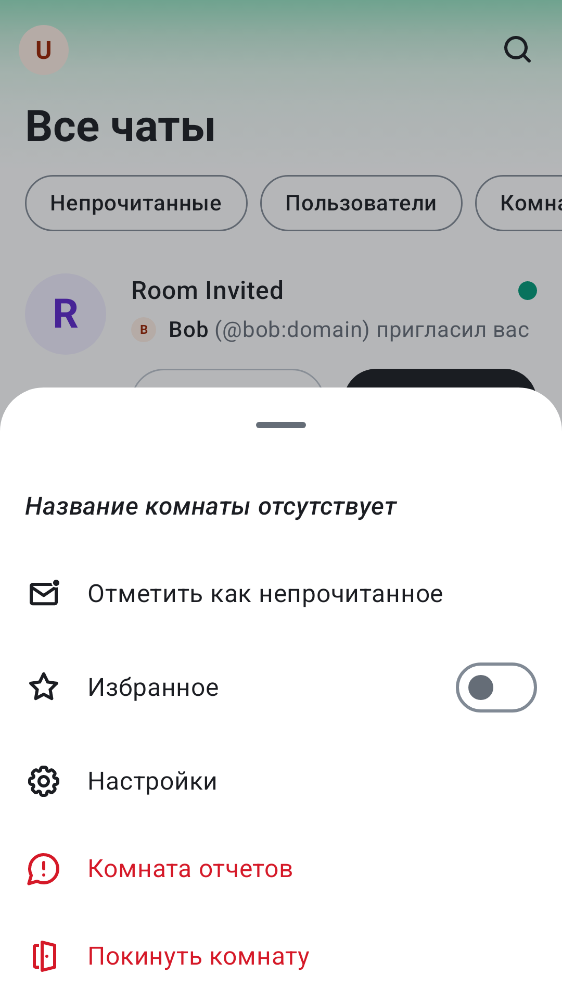 U
Все чаты
Непрочитанные
Пользователи
Room Invited
R
B Bob (@bob:domain) пригласил вас
Название комнаты отсутствует
Отметить как непрочитанное
Избранное
Настройки
Комната отчетов
Покинуть комнату